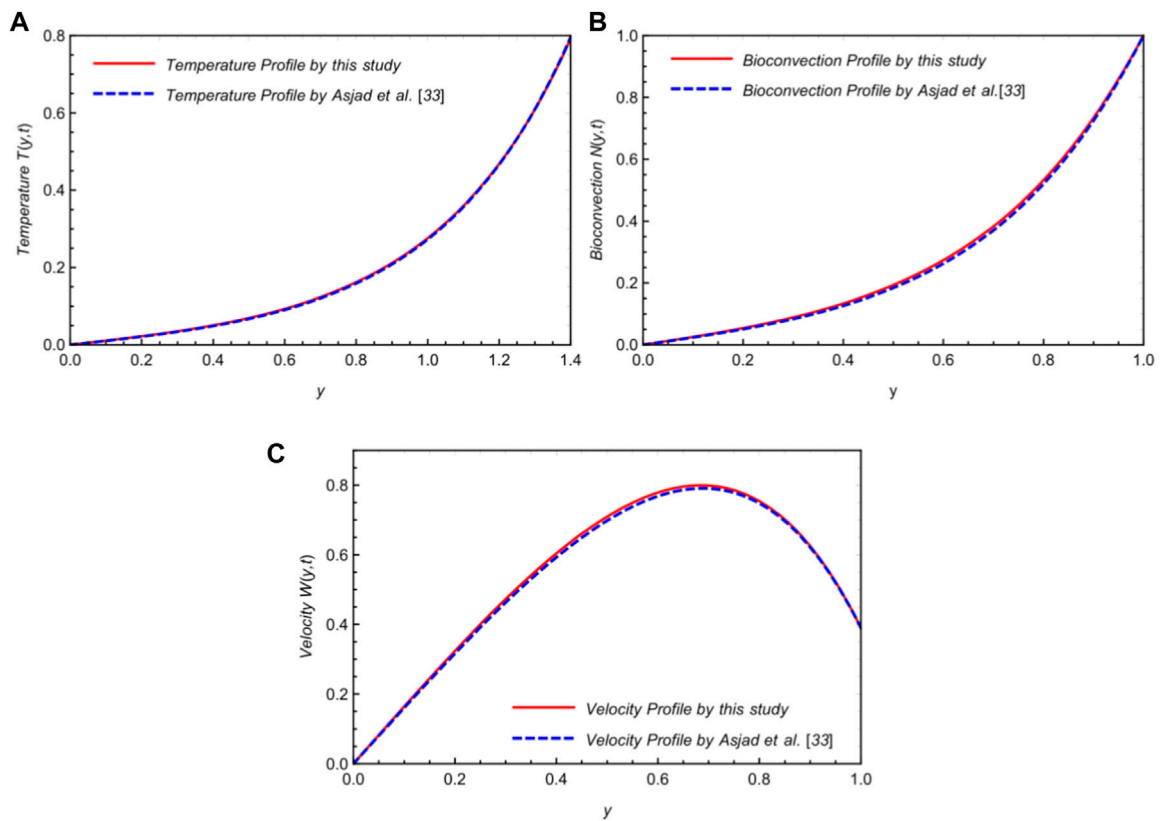 A
0.8
0.6
0.4
0.2
0.0
Temperature T(y,t)
Temperature Profile by this study
Temperature Profile by Asjad et al. [33]
0.0 0.2 0.4 0.6 0.8 1.0 1.2 1.4
y
B
1.0
0.8
0.6
0.4
0.2
0.0
Bioconvection N(y,t)
Bioconvection Profile by this study
Bioconvection Profile by Asjad et al.[33]
0.0 0.2 0.4 0.6 0.8 1.0
y
C
0.8
0.6
0.4
0.2
0.0
Velocity W(y,t)
Velocity Profile by this study
Velocity Profile by Asjad et al. [33]
0.0 0.2 0.4 0.6 0.8 1.0
y